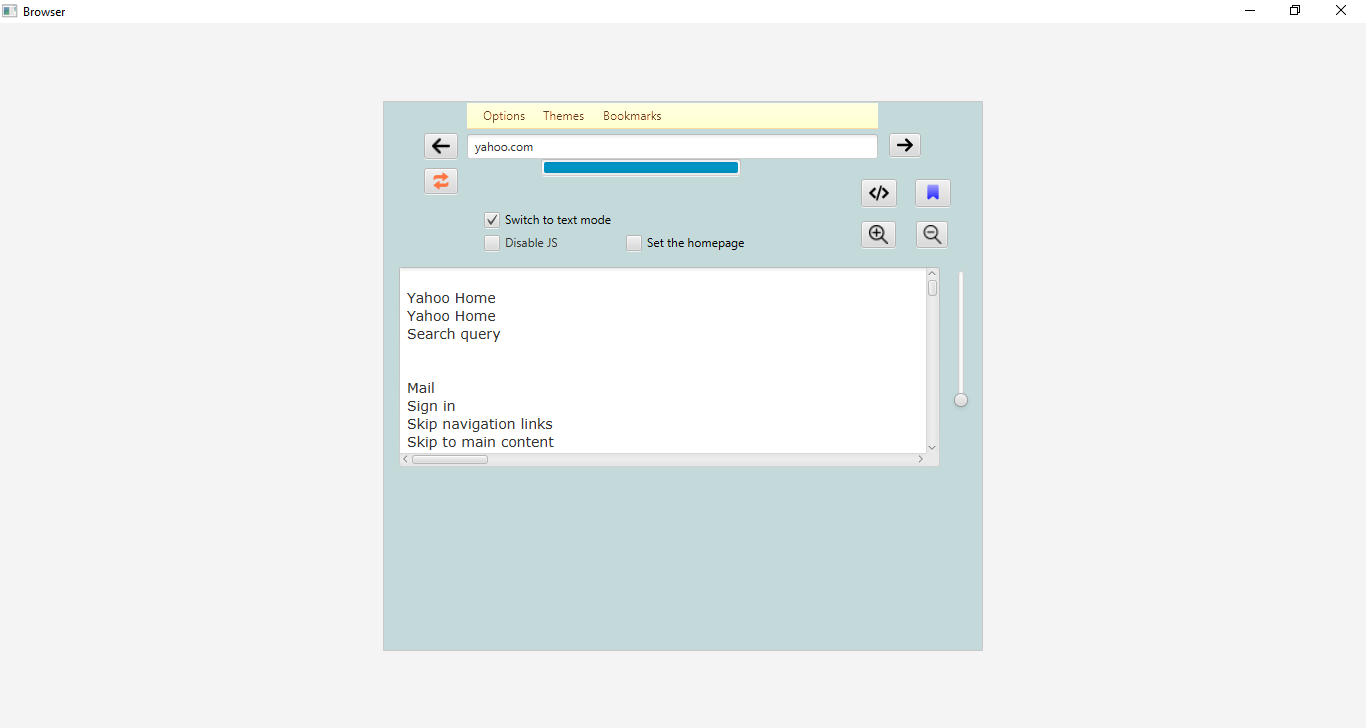 Browser
Options Themes Bookmarks
yahoo.com
</>
Switch to text mode
Disable JS Set the homepage
Yahoo Home
Yahoo Home
Search query
Mail
Sign in
Skip navigation links
Skip to main content